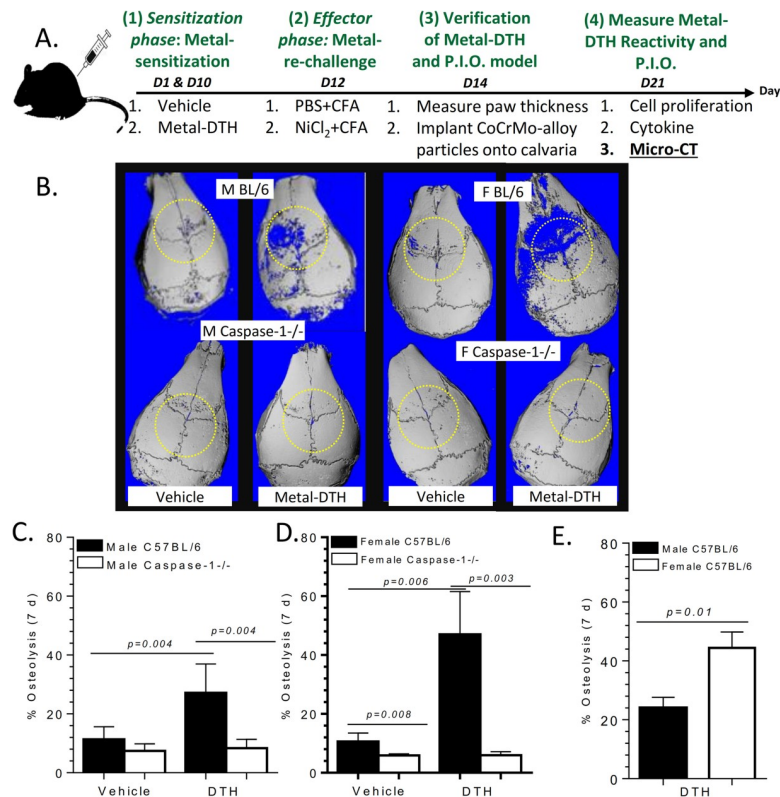 A.
(1) Sensitization phase: Metal-sensitization
(2) Effector phase: Metal-re-challenge
(3) Verification of Metal-DTH and P.I.O. model
(4) Measure Metal-DTH Reactivity and P.I.O.
D1 & D10
D12
D14
D21
Day
1. Vehicle
2. Metal-DTH
1. PBS+CFA
2. NiCl2+CFA
1. Measure paw thickness
2. Implant CoCrMo-alloy
particles onto calvaria
1. Cell proliferation
2. Cytokine
3. Micro-CT
B.
M BL/6
F BL/6
M Caspase-1-/-
F Caspase-1-/-
Vehicle
Metal-DTH
Vehicle
Metal-DTH
C.
Male C57BL/6
Male Caspase-1-/-
p=0.004
p=0.004
% Osteolysis (7 d)
80
60
40
20
0
Vehicle
DTH
D.
Female C57BL/6
Female Caspase-1-/-
p=0.006
p=0.003
p=0.008
% Osteolysis (7 d)
80
60
40
20
0
Vehicle
DTH
E.
Male C57BL/6
Female C57BL/6
p=0.01
% Osteolysis (7 d)
80
60
40
20
0
DTH